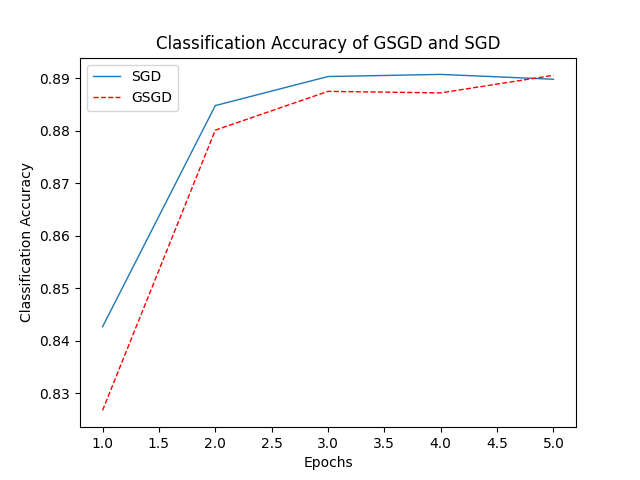 Classification Accuracy of GSGD and SGD
SGD
GSGD
Classification Accuracy
0.89
0.88
0.87
0.86
0.85
0.84
0.83
1.0 1.5 2.0 2.5 3.0 3.5 4.0 4.5 5.0
Epochs